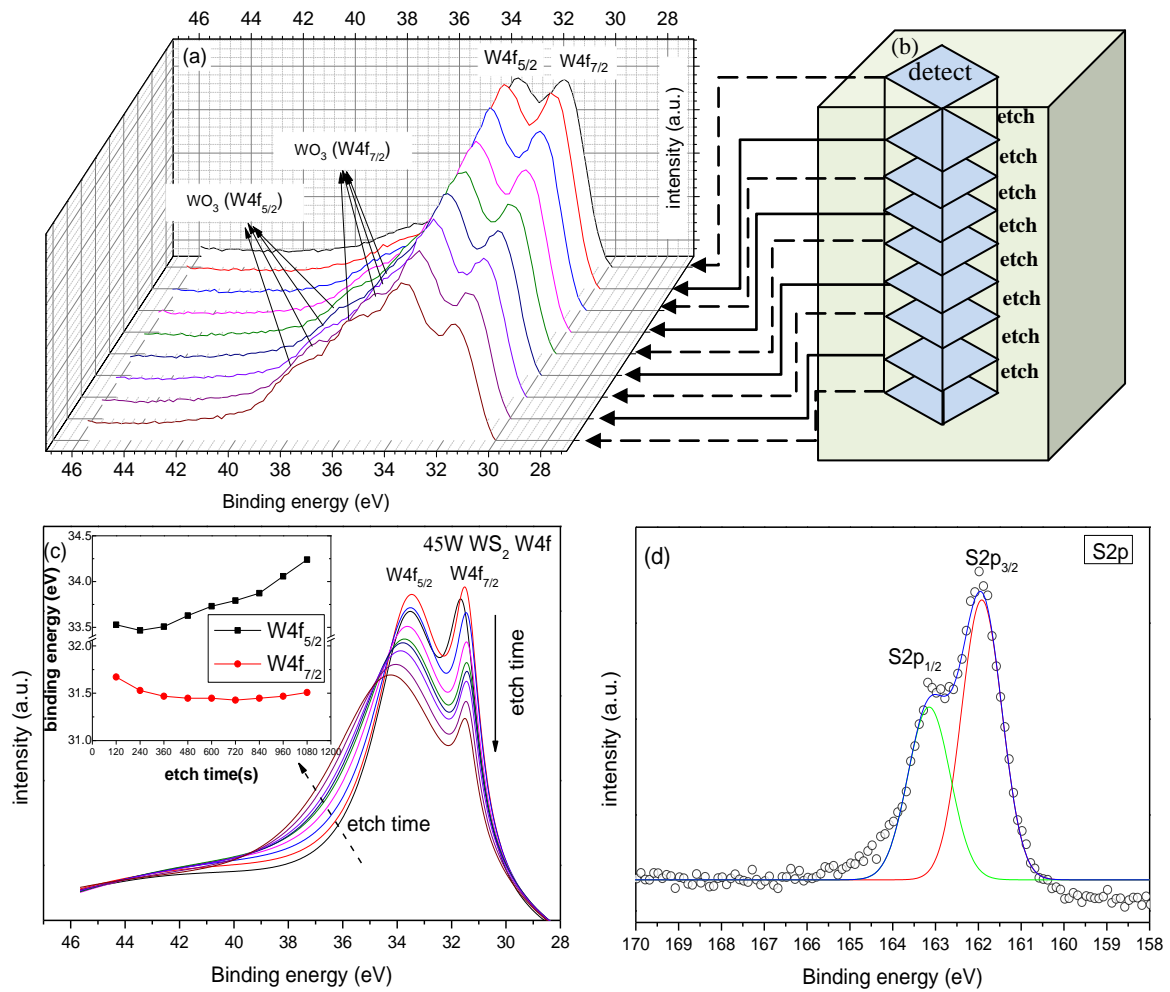 46 44 42 40 38 36 34 32 30 28
(a)
W4f5/2 W4f7/2
WO3 (W4f7/2)
WO3 (W4f5/2)
intensity (a.u.)
46 44 42 40 38 36 34 32 30 28
Binding energy (eV)
(b)
detect
etch
etch
etch
etch
etch
etch
etch
etch
(c)
45W WS2 W4f
W4f5/2 W4f7/2
34.5
34.0
33.5
32.0
31.5
31.0
binding energy (eV)
W4f5/2
W4f7/2
0 120 240 360 480 600 720 840 960 1080 1200
etch time(s)
etch time
etch time
intensity (a.u.)
46 44 42 40 38 36 34 32 30 28
Binding energy (eV)
(d)
S2p
S2p3/2
S2p1/2
intensity (a.u.)
170 169 168 167 166 165 164 163 162 161 160 159 158
Binding energy (eV)